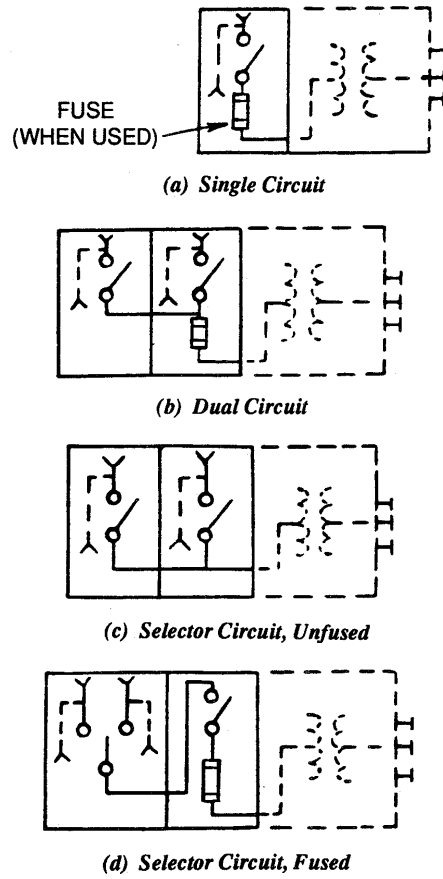 FUSE
(WHEN USED)
(a) Single Circuit
(b) Dual Circuit
(c) Selector Circuit, Unfused
(d) Selector Circuit, Fused